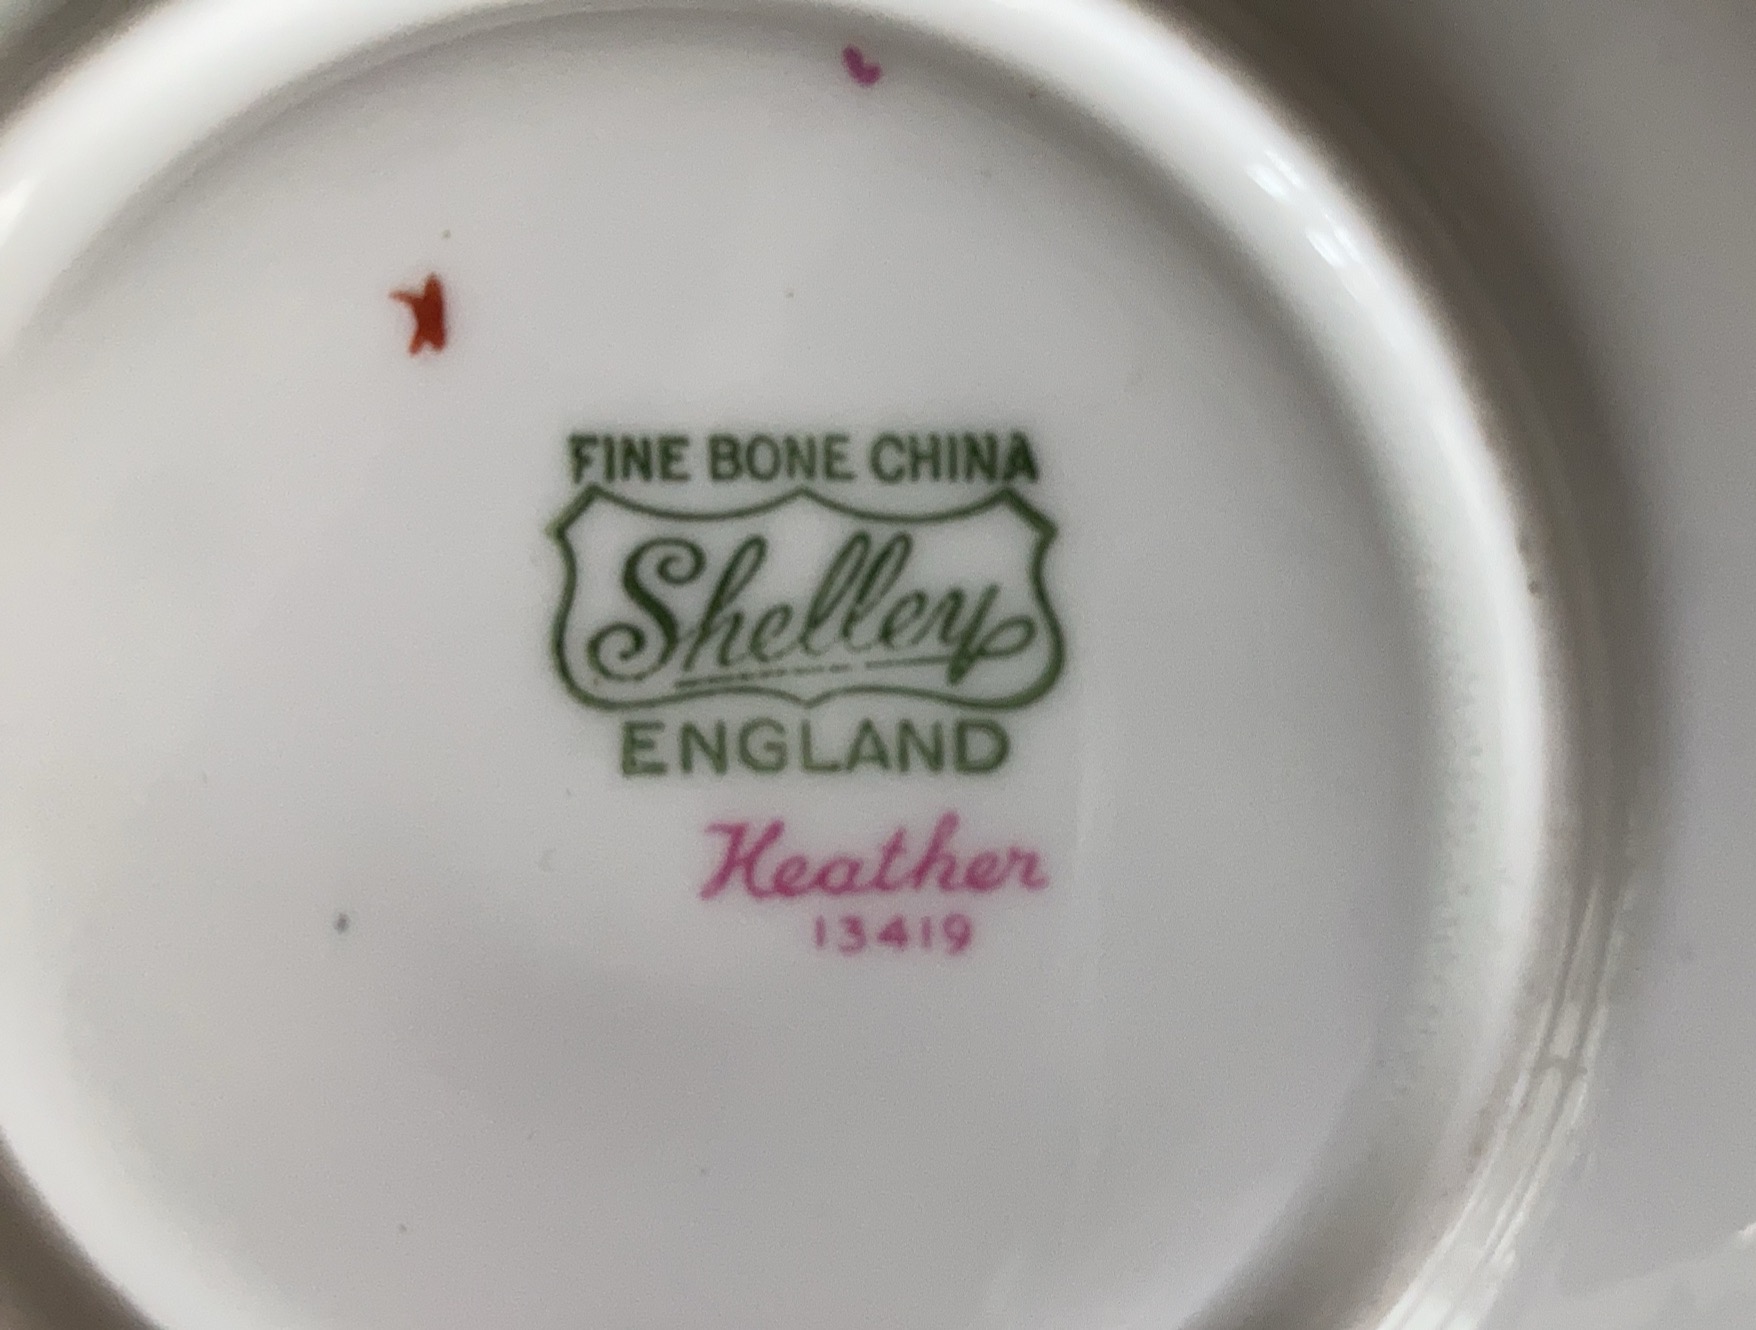 FINE BONE CHINA
Shelley
ENGLAND
Heather
13419